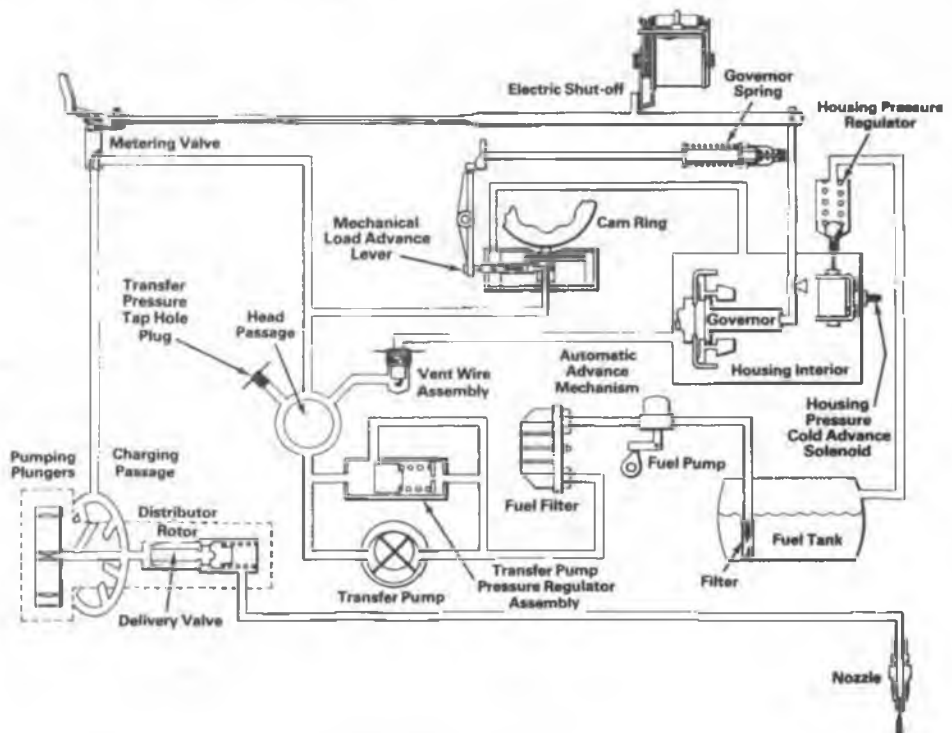 Electric Shut-off
Governor
Spring
Housing Pressure
Regulator
Metering Valve
Mechanical
Load Advance
Lever
Cam Ring
Transfer
Pressure
Tap Hole
Plug
Head
Passage
Vent Wire
Assembly
Automatic
Advance
Mechanism
Governor
Housing Interior
Housing
Pressure
Cold Advance
Solenoid
Pumping
Plungers
Charging
Passage
Distributor
Rotor
Fuel Filter
Fuel Pump
Fuel Tank
Filter
Transfer Pump
Transfer Pump
Pressure Regulator
Assembly
Delivery Valve
Nozzle